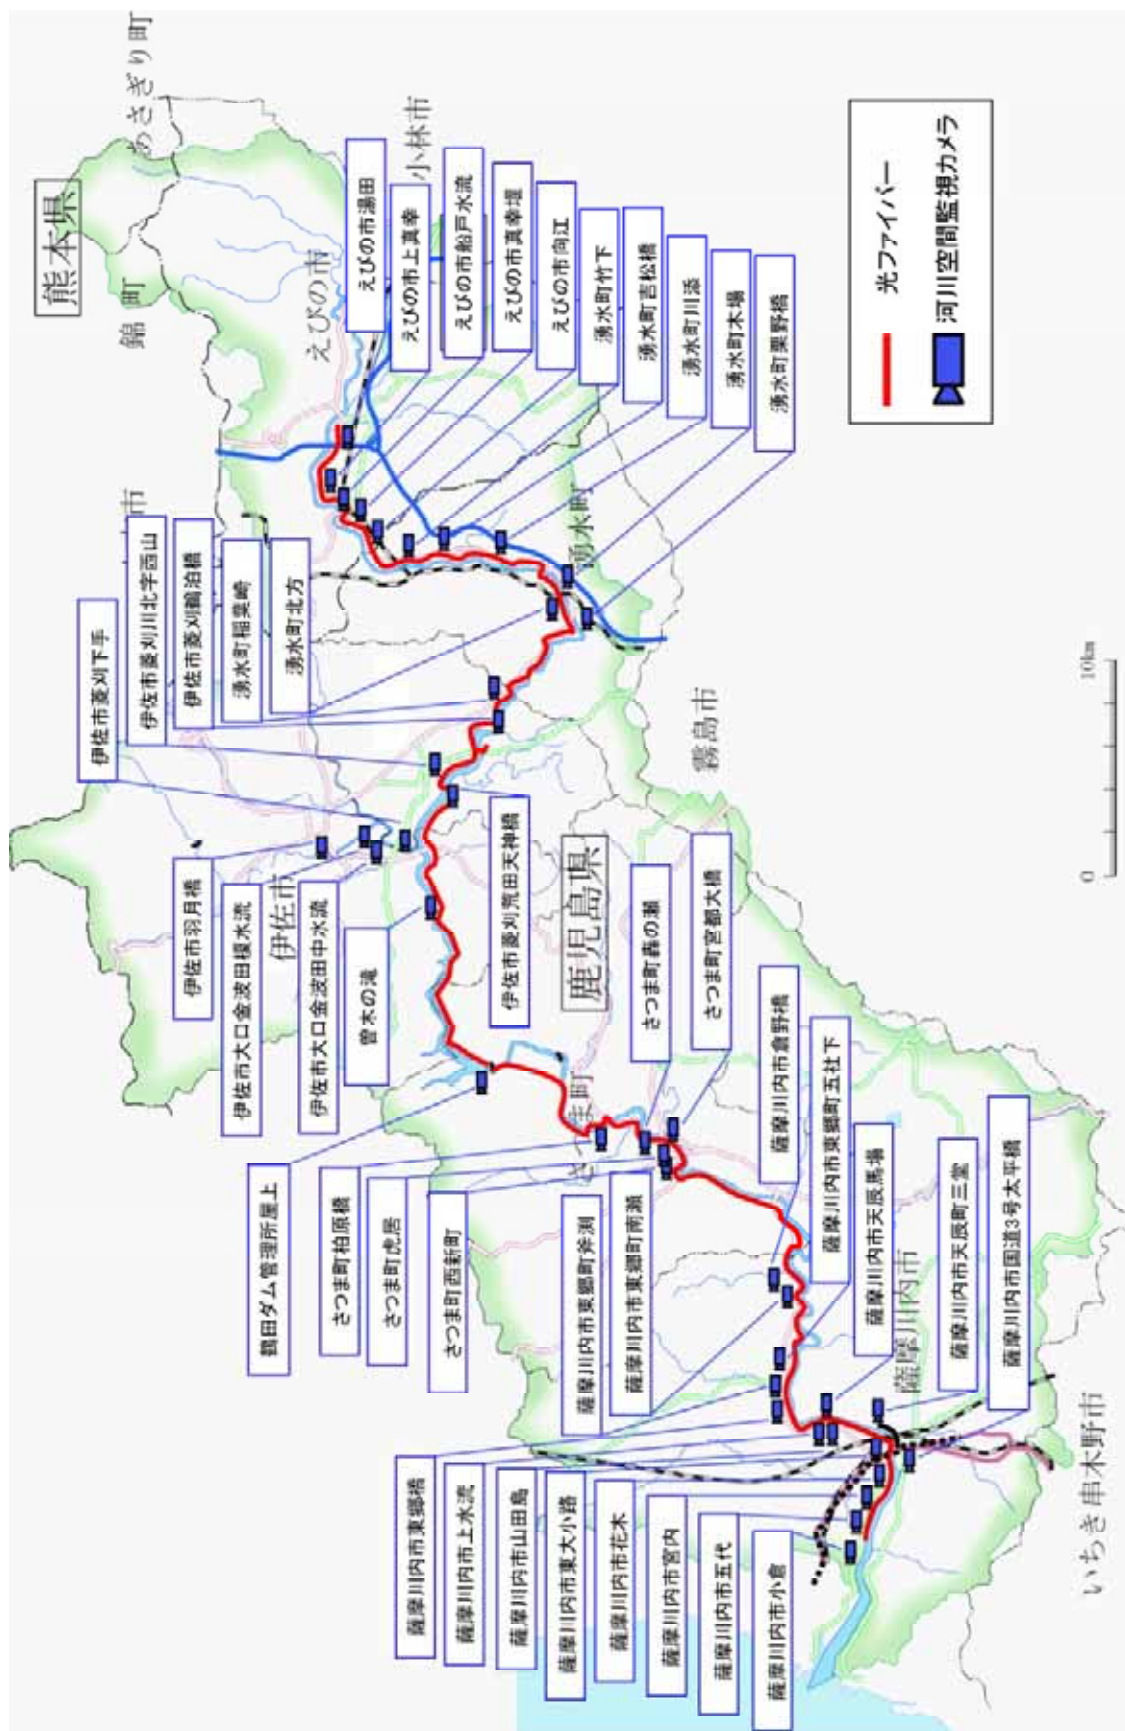 熊本県
錦町
あさぎり町
えびの市
小林市
市
湧水町
伊佐市
霧島市
鹿児島県
さつま町
薩摩川内市
いちき串木野市
えびの市湯田
えびの市上真幸
えびの市船戸水流
えびの市真幸堰
えびの市向江
湧水町竹下
湧水町吉松橋
湧水町川添
湧水町木場
湧水町栗野橋
伊佐市菱刈下手
伊佐市菱刈川北字西山
伊佐市菱刈鶴泊橋
湧水町稲葉崎
湧水町北方
伊佐市羽月橋
伊佐市大口金波田榎水流
伊佐市大口金波田中水流
曽木の滝
伊佐市菱刈荒田天神橋
さつま町轟の瀬
さつま町宮都大橋
薩摩川内市倉野橋
薩摩川内市東郷町五社下
薩摩川内市天辰馬場
薩摩川内市天辰町三堂
薩摩川内市国道3号太平橋
鶴田ダム管理所屋上
さつま町柏原橋
さつま町虎居
さつま町西新町
薩摩川内市東郷町斧渕
薩摩川内市東郷町南瀬
薩摩川内市東郷橋
薩摩川内市上水流
薩摩川内市山田島
薩摩川内市東大小路
薩摩川内市花木
薩摩川内市宮内
薩摩川内市五代
薩摩川内市小倉
光ファイバー
河川空間監視カメラ
0
10km